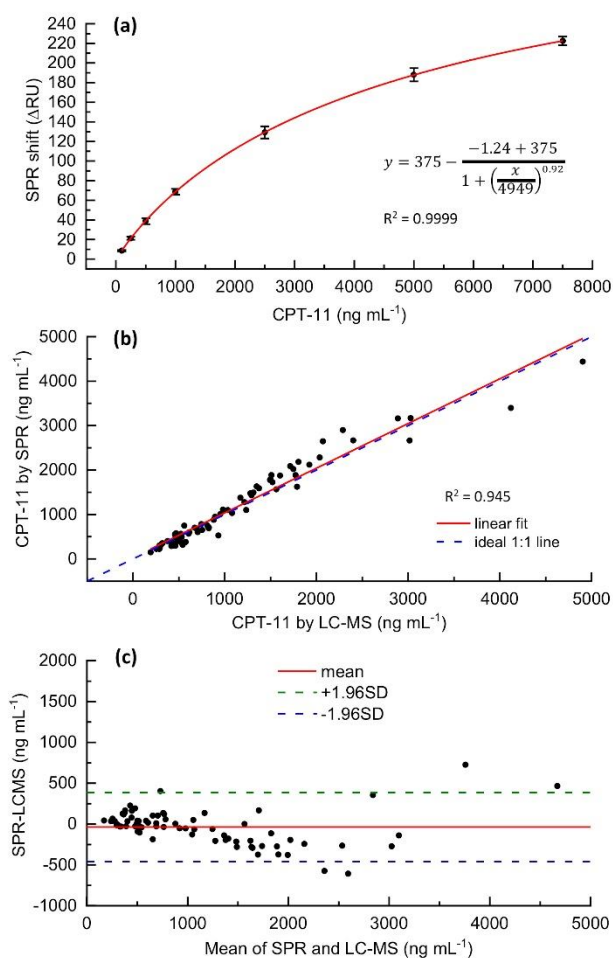 (a)
SPR shift (ΔRU)
240
220
200
180
160
140
120
100
80
60
40
20
0
y = 375 − (−1.24 + 375) / (1 + (x/4949)^0.92)
R² = 0.9999
0 1000 2000 3000 4000 5000 6000 7000 8000
CPT-11 (ng mL⁻¹)
(b)
CPT-11 by SPR (ng mL⁻¹)
5000
4000
3000
2000
1000
0
R² = 0.945
linear fit
ideal 1:1 line
0 1000 2000 3000 4000 5000
CPT-11 by LC-MS (ng mL⁻¹)
(c)
SPR-LCMS (ng mL⁻¹)
2000
1500
1000
500
0
-500
-1000
mean
+1.96SD
-1.96SD
0 500 1000 1500 2000 2500 3000 3500 4000 4500 5000
Mean of SPR and LC-MS (ng mL⁻¹)